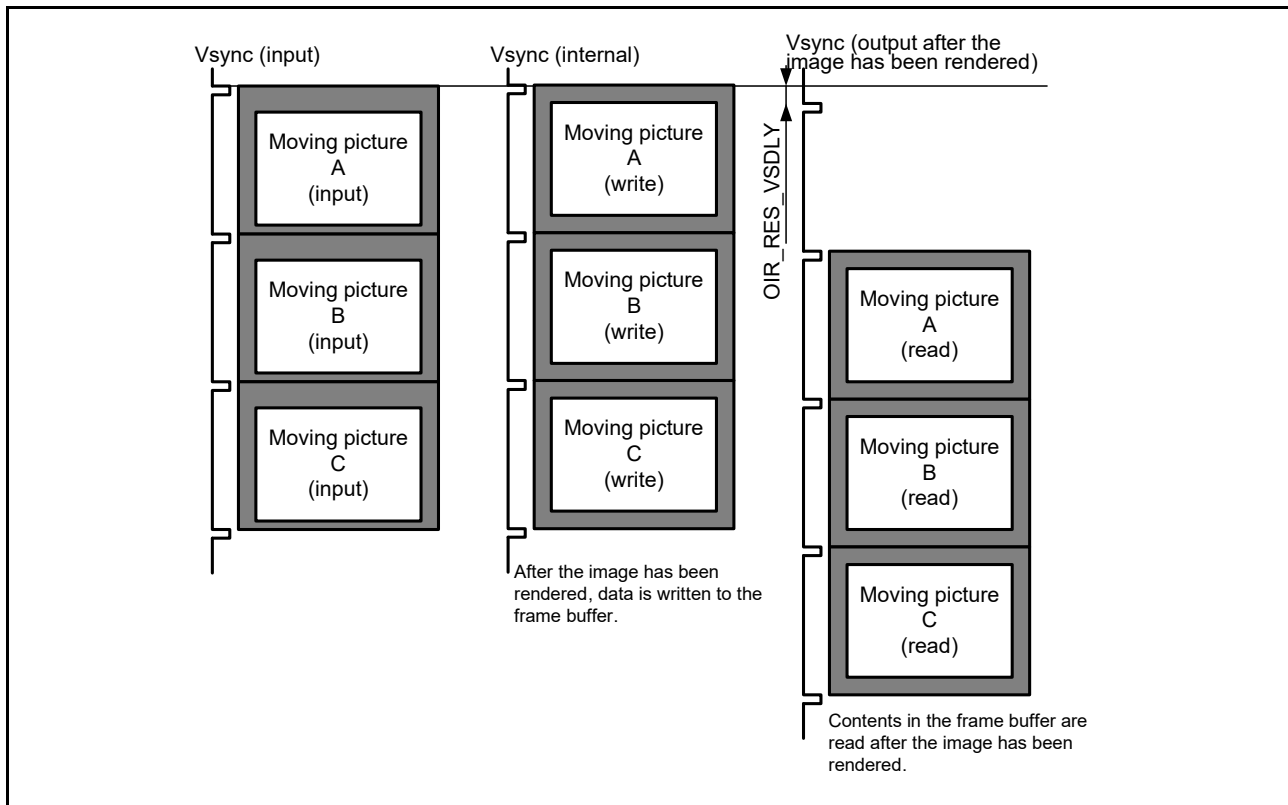 Vsync (input)
Moving picture
A
(input)
Moving picture
B
(input)
Moving picture
C
(input)
Vsync (internal)
Moving picture
A
(write)
Moving picture
B
(write)
Moving picture
C
(write)
After the image has been
rendered, data is written to the
frame buffer.
Vsync (output after the
image has been rendered)
OIR_RES_VSDLY
Moving picture
A
(read)
Moving picture
B
(read)
Moving picture
C
(read)
Contents in the frame buffer are
read after the image has been
rendered.